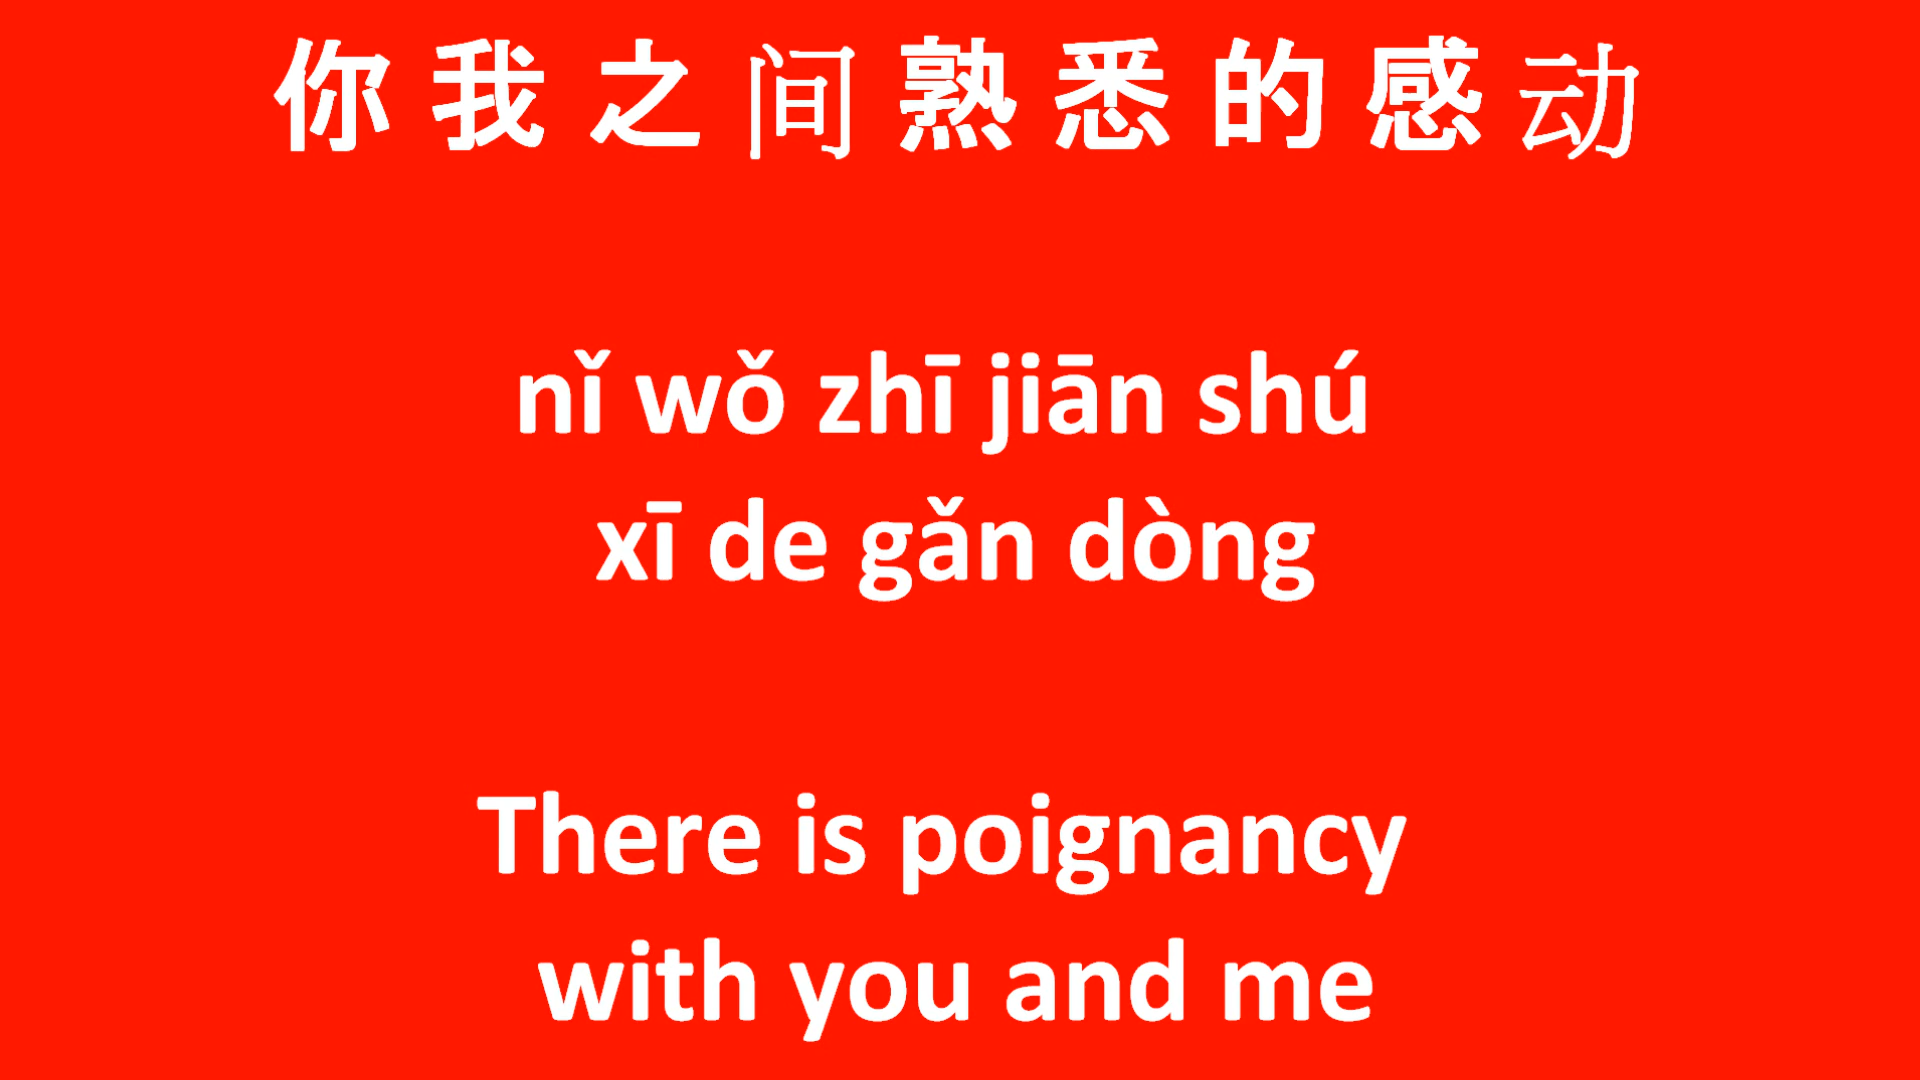 你我之间熟悉的感动
nǐ wǒ zhī jiān shú
xī de gǎn dòng
There is poignancy
with you and me